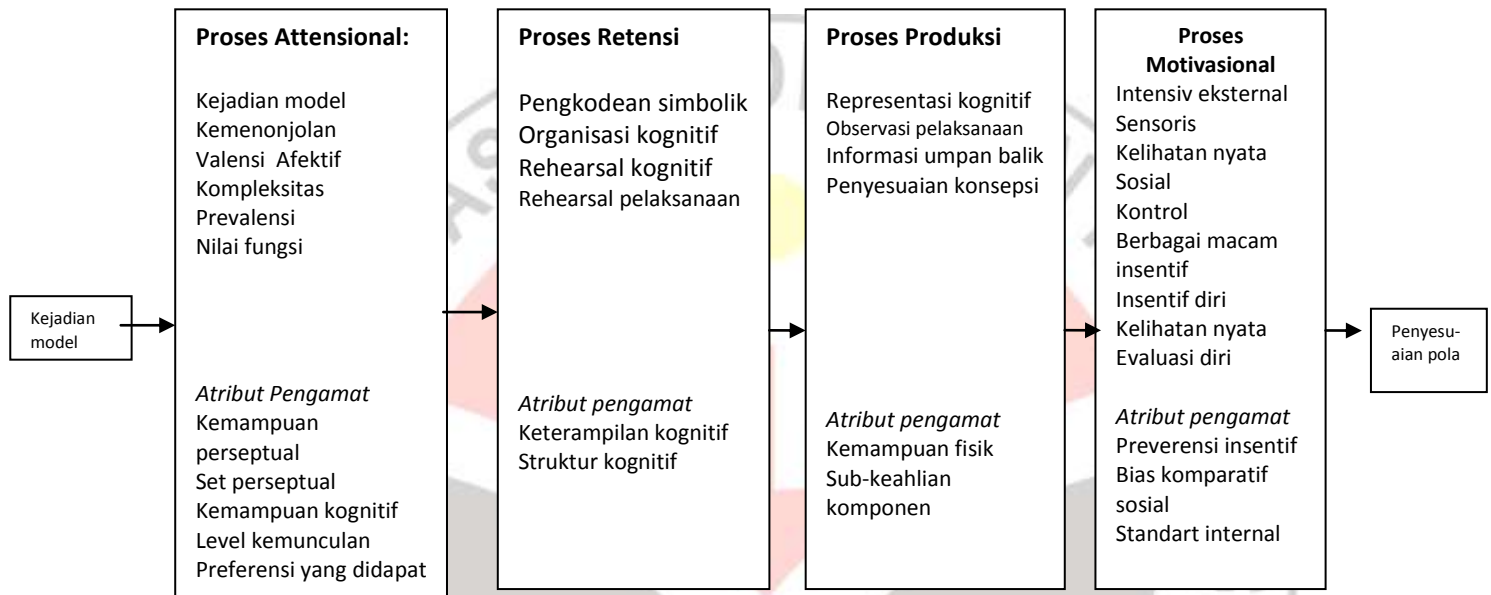 Kejadian
model
Proses Attensional:
Kejadian model
Kemenonjolan
Valensi Afektif
Kompleksitas
Prevalensi
Nilai fungsi
Atribut Pengamat
Kemampuan
perseptual
Set perseptual
Kemampuan kognitif
Level kemunculan
Preferensi yang didapat
Proses Retensi
Pengkodean simbolik
Organisasi kognitif
Rehearsal kognitif
Rehearsal pelaksanaan
Atribut pengamat
Keterampilan kognitif
Struktur kognitif
Proses Produksi
Representasi kognitif
Observasi pelaksanaan
Informasi umpan balik
Penyesuaian konsepsi
Atribut pengamat
Kemampuan fisik
Sub-keahlian
komponen
Proses
Motivasional
Intensiv eksternal
Sensoris
Kelihatan nyata
Sosial
Kontrol
Berbagai macam
insentif
Insentif diri
Kelihatan nyata
Evaluasi diri
Atribut pengamat
Preverensi insentif
Bias komparatif
sosial
Standart internal
Penyesu-
aian pola